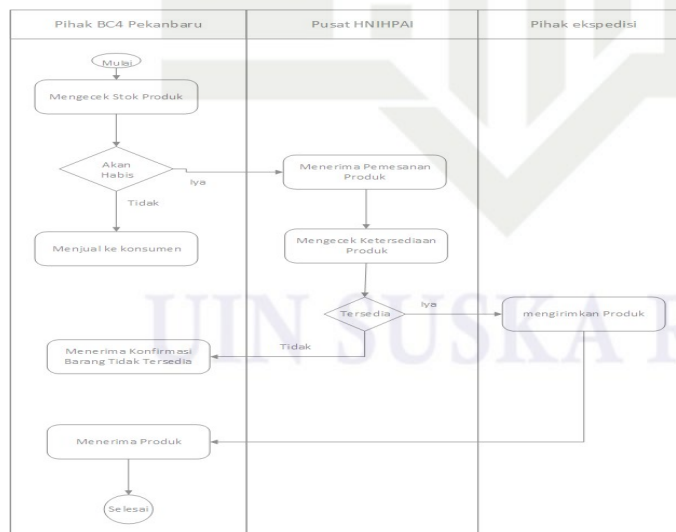 Pihak BC4 Pekanbaru
Pusat HNIHPAI
Pihak ekspedisi
Mulai
Mengecek Stok Produk
Akan
Habis
Iya
Tidak
Menjual ke konsumen
Menerima Pemesanan
Produk
Mengecek Ketersediaan
Produk
Tersedia
Iya
mengirimkan Produk
Tidak
Menerima Konfirmasi
Barang Tidak Tersedia
Menerima Produk
Selesai
UIN SUSKA